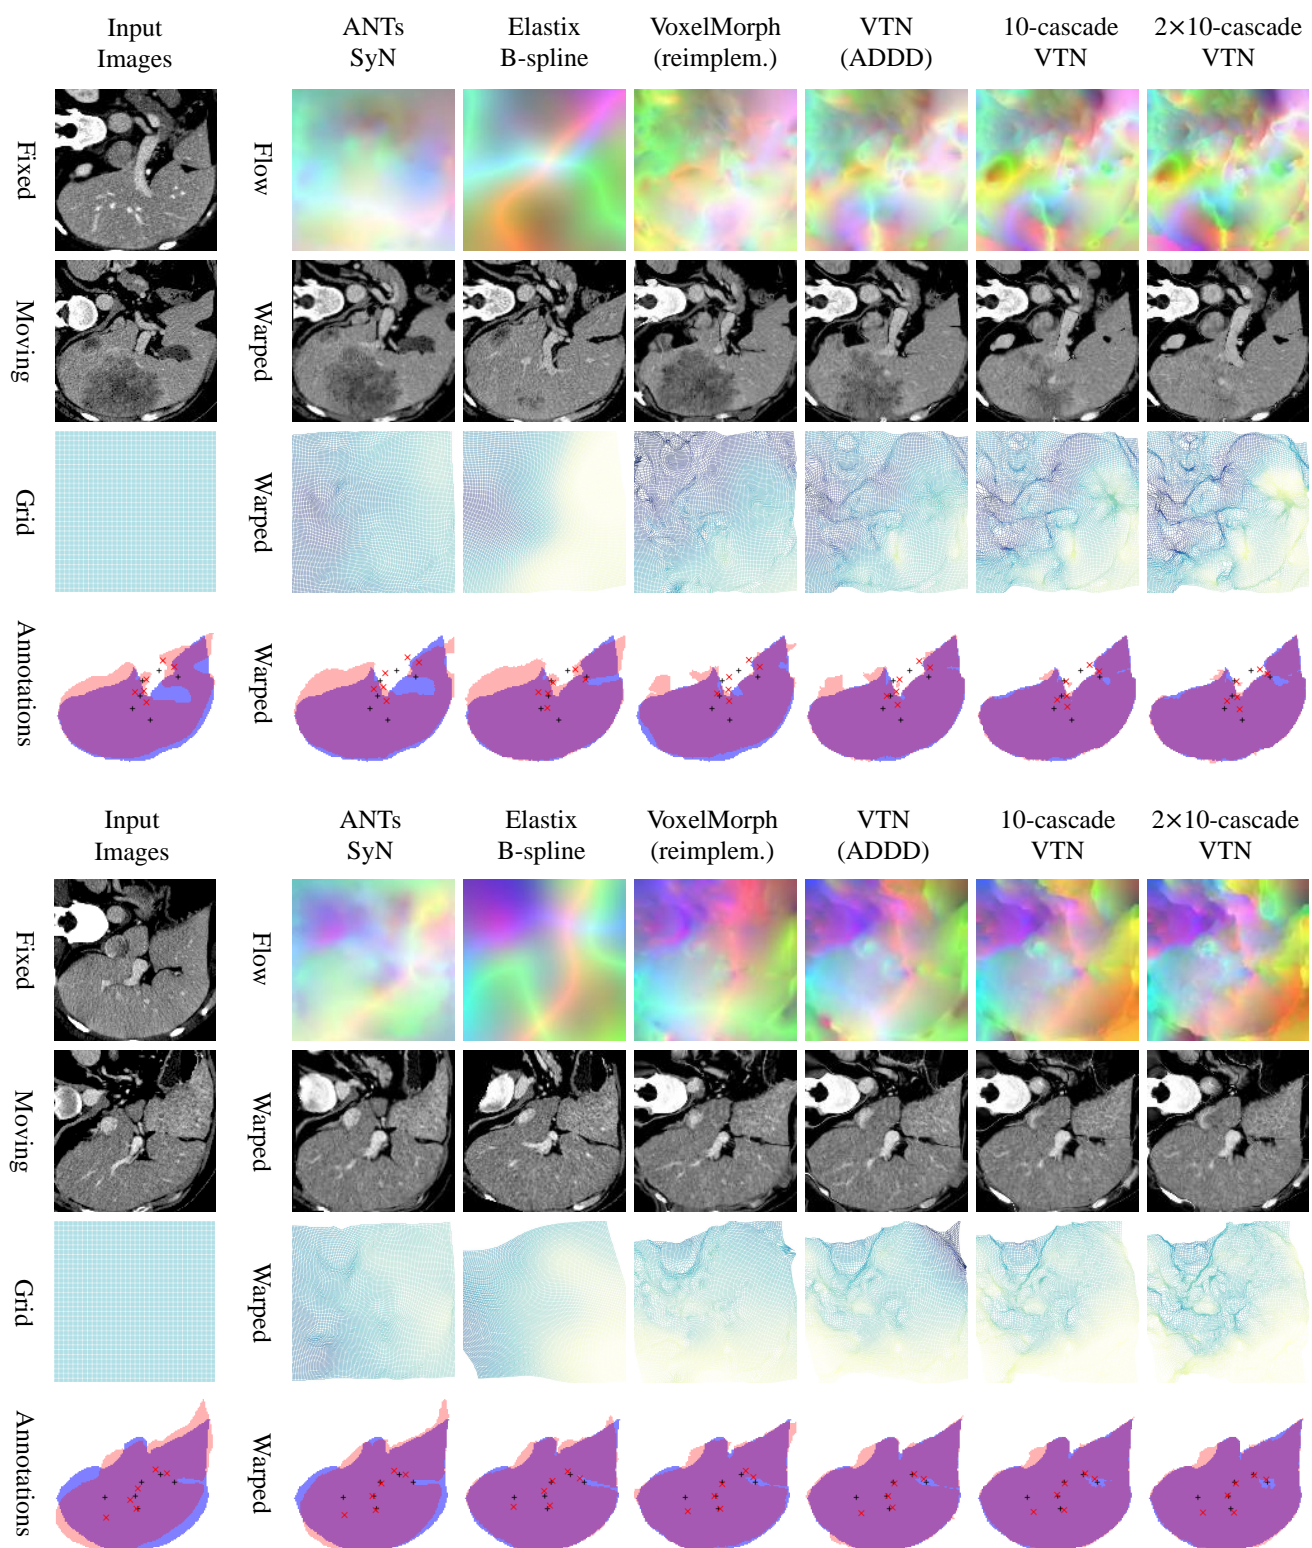 Input Images
ANTs SyN
Elastix B-spline
VoxelMorph (reimplem.)
VTN (ADDD)
10-cascade VTN
2×10-cascade VTN
Fixed
Flow
Moving
Warped
Grid
Warped
Annotations
Warped
Input Images
ANTs SyN
Elastix B-spline
VoxelMorph (reimplem.)
VTN (ADDD)
10-cascade VTN
2×10-cascade VTN
Fixed
Flow
Moving
Warped
Grid
Warped
Annotations
Warped